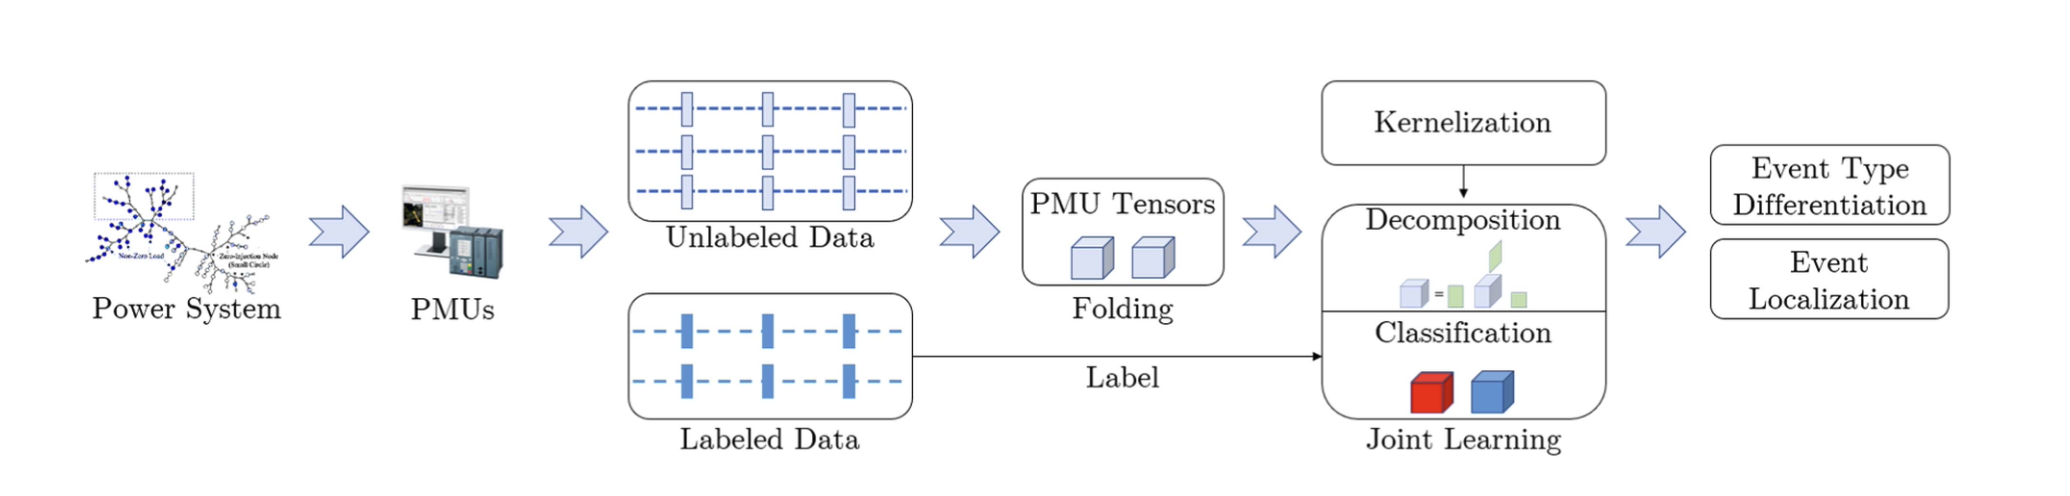 Non-Zero Load
Zero-Injection Node
(Small Circle)
Power System
PMUs
Unlabeled Data
Labeled Data
PMU Tensors
Folding
Label
Kernelization
Decomposition
=
Classification
Joint Learning
Event Type
Differentiation
Event
Localization